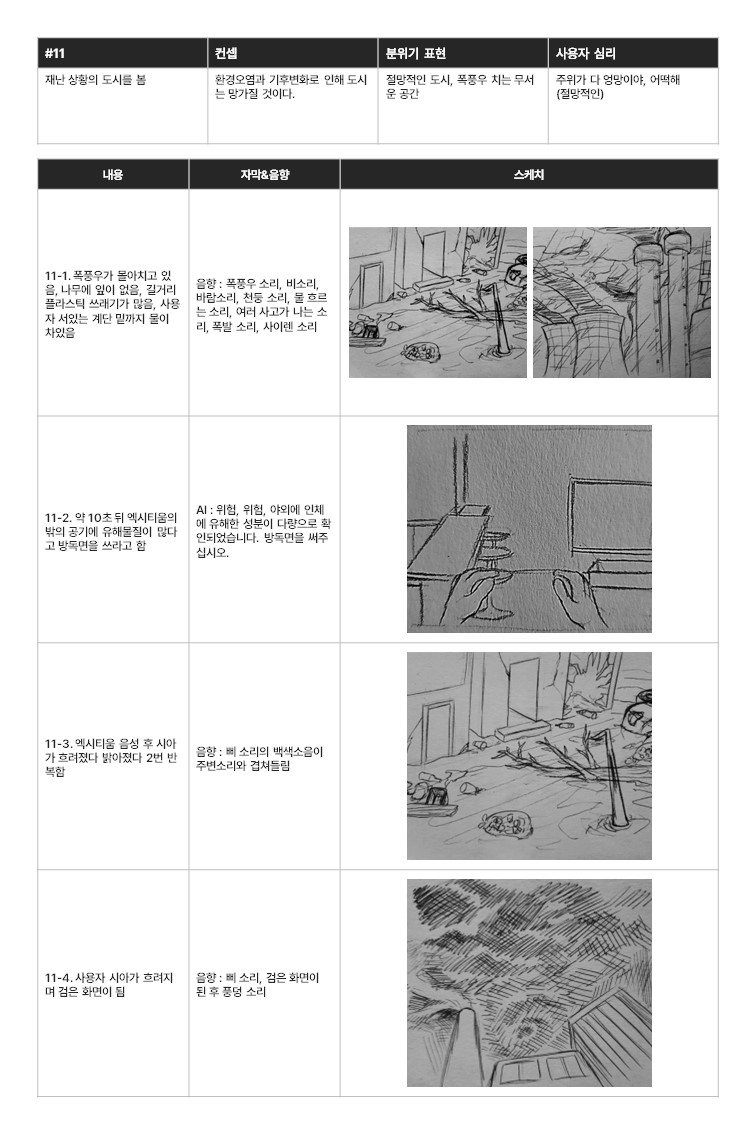 #11
컨셉
분위기 표현
사용자 심리
재난 상황의 도시를 봄
환경오염과 기후변화로 인해 도시
는 망가질 것이다.
절망적인 도시, 폭풍우 치는 무서
운 공간
주위가 다 엉망이야, 어떡해
(절망적인)
내용
자막&음향
스케치
11-1. 폭풍우가 몰아치고 있
음, 나무에 잎이 없음, 길거리
플라스틱 쓰레기가 많음, 사용
자 서있는 계단 밑까지 물이
차있음
음향 : 폭풍우 소리, 비소리,
바람소리, 천둥 소리, 물 흐르
는 소리, 여러 사고가 나는 소
리, 폭발 소리, 사이렌 소리
11-2. 약 10초 뒤 엑시티움의
밖의 공기에 유해물질이 많다
고 방독면을 쓰라고 함
AI : 위험, 위험, 야외에 인체
에 유해한 성분이 다량으로 확
인되었습니다. 방독면을 써주
십시오.
11-3. 엑시티움 음성 후 시아
가 흐려졌다 밝아졌다 2번 반
복함
음향 : 삐 소리의 백색소음이
주변소리와 겹쳐들림
11-4. 사용자 시아가 흐려지
며 검은 화면이 됨
음향 : 삐 소리, 검은 화면이
된 후 풍덩 소리